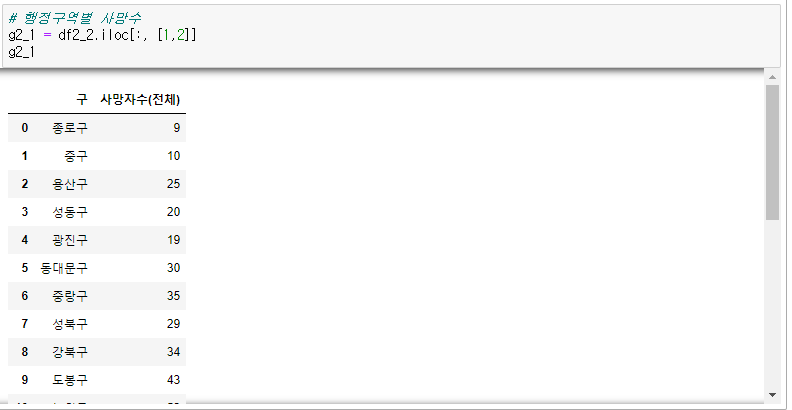 # 행정구역별 사망수
g2_1 = df2_2.iloc[:, [1,2]]
g2_1
구 사망자수(전체)
0 종로구 9
1 중구 10
2 용산구 25
3 성동구 20
4 광진구 19
5 동대문구 30
6 중랑구 35
7 성북구 29
8 강북구 34
9 도봉구 43